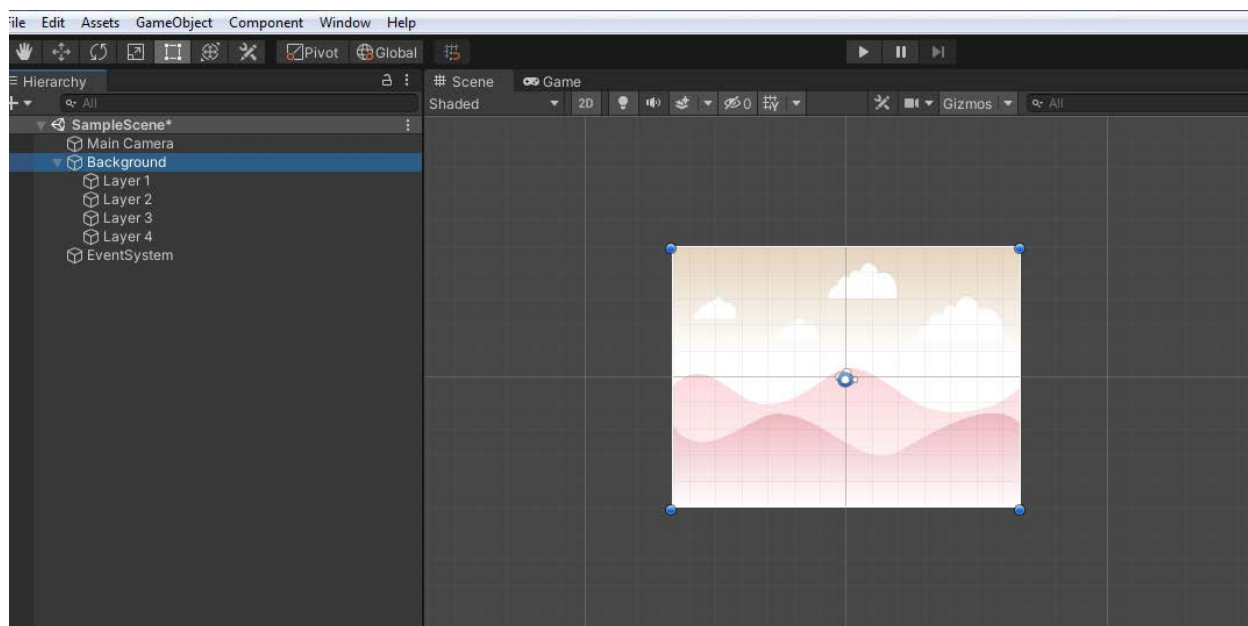 File Edit Assets GameObject Component Window Help
Pivot Global
Hierarchy
# Scene Game
All
Shaded 2D 0 Gizmos All
SampleScene*
Main Camera
Background
Layer 1
Layer 2
Layer 3
Layer 4
EventSystem